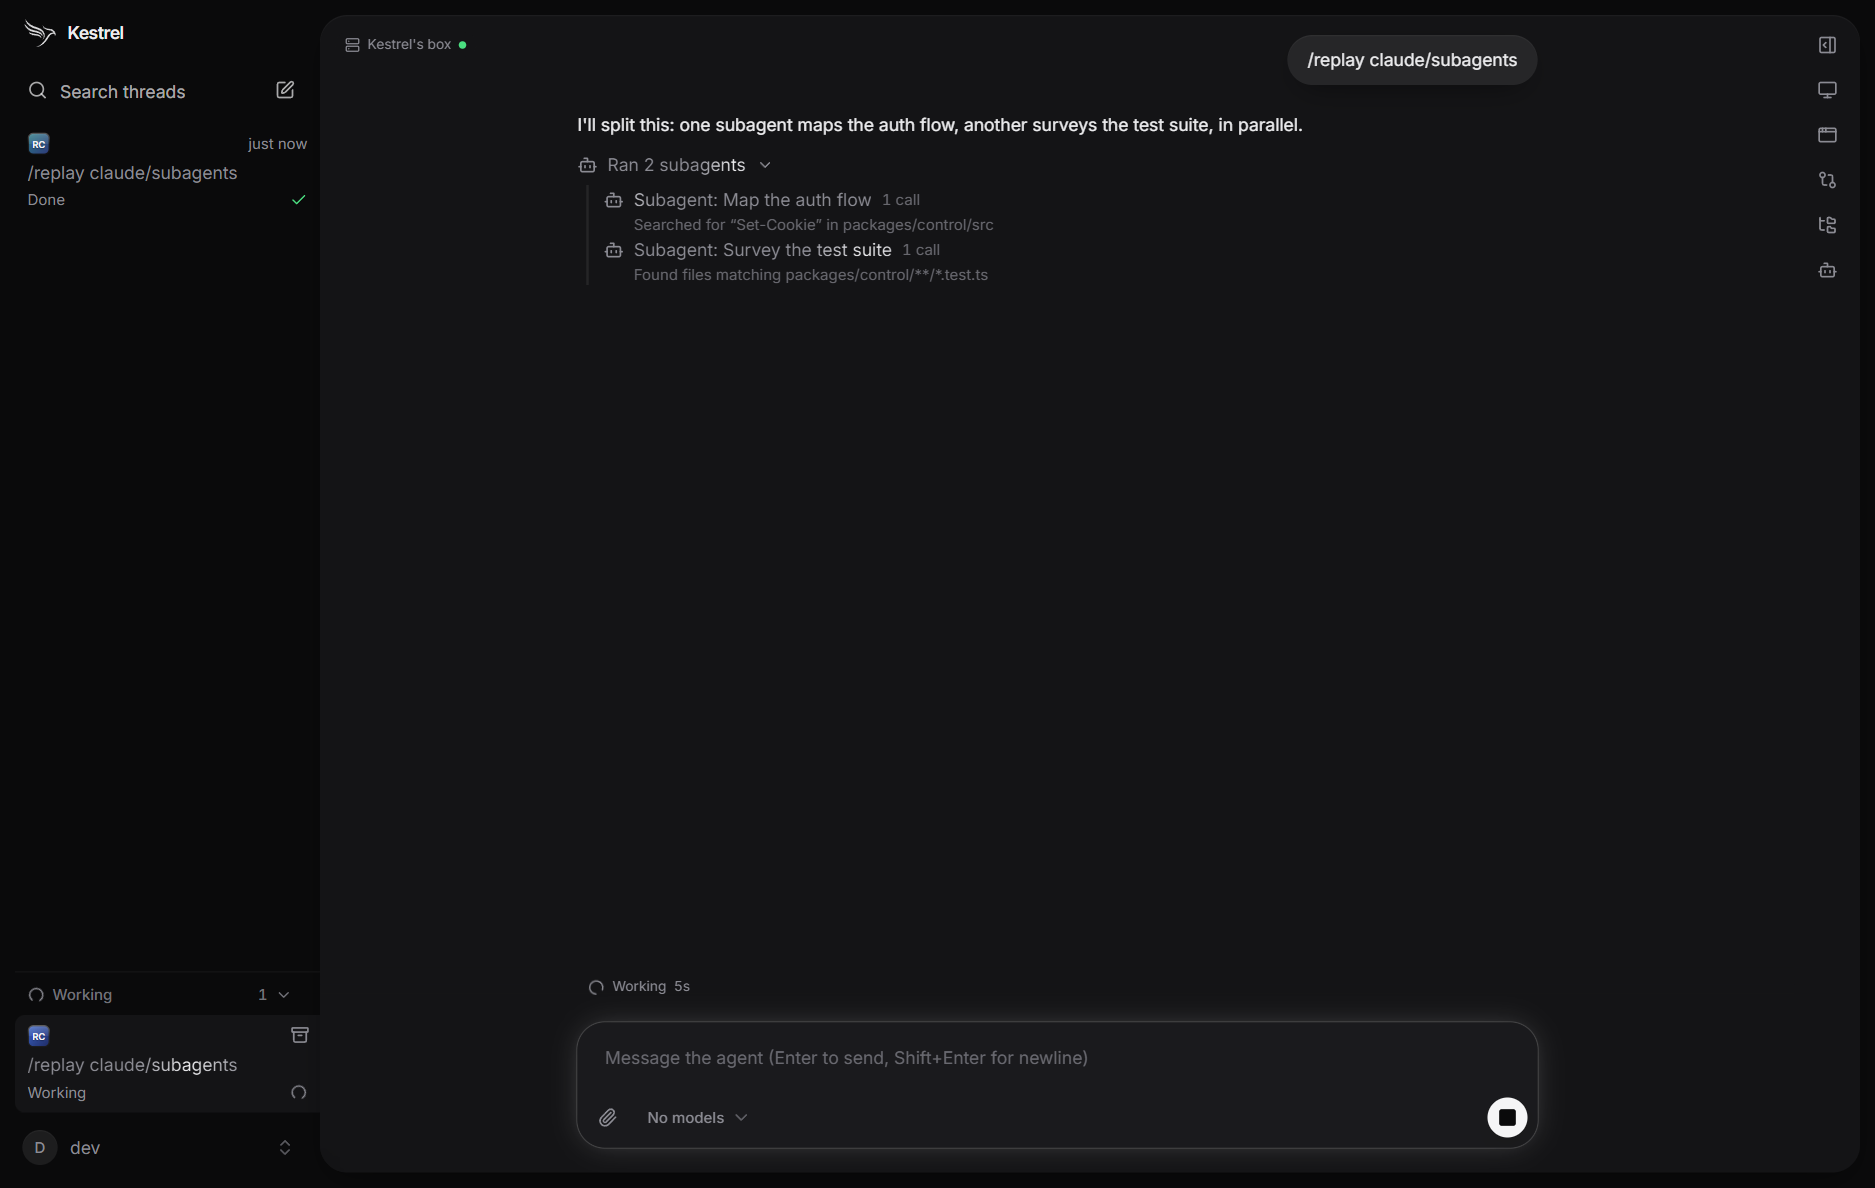 Kestrel
Search threads
RC
just now
/replay claude/subagents
Done
Working
1
RC
/replay claude/subagents
Working
D
dev
Kestrel's box
/replay claude/subagents
I'll split this: one subagent maps the auth flow, another surveys the test suite, in parallel.
Ran 2 subagents
Subagent: Map the auth flow 1 call
Searched for “Set-Cookie” in packages/control/src
Subagent: Survey the test suite 1 call
Found files matching packages/control/**/*.test.ts
Working 5s
Message the agent (Enter to send, Shift+Enter for newline)
No models